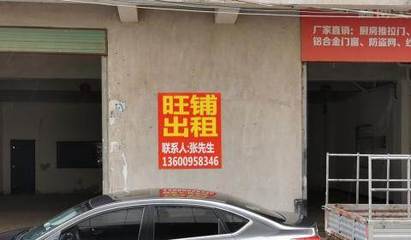 旺铺
出租
联系人:张先生
13600958346
厂家直销：厨房推拉门、
铝合金门窗、防盗网、